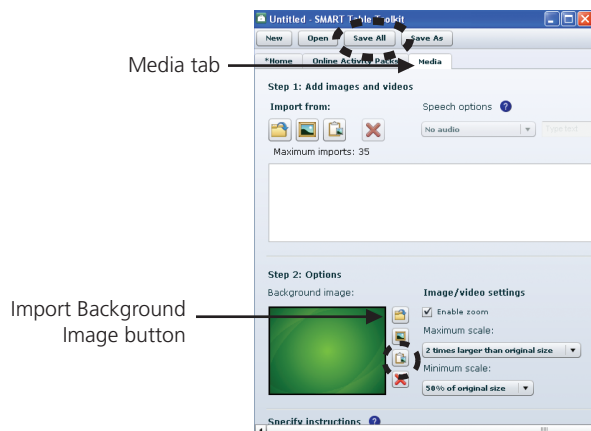 Untitled - SMART Table Toolkit
New Open Save All Save As
Media tab
*Home Online Activity Packs Media
Step 1: Add images and videos
Import from: Speech options ?
No audio Type text
Maximum imports: 35
Step 2: Options
Background image: Image/video settings
Enable zoom
Import Background
Image button
Maximum scale:
2 times larger than original size
Minimum scale:
50% of original size
Specify instructions ?